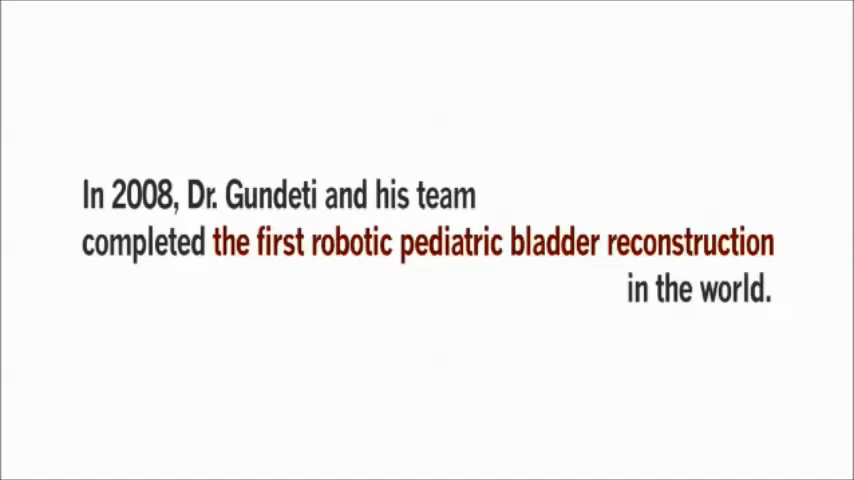 In 2008, Dr. Gundeti and his team
completed the first robotic pediatric bladder reconstruction
in the world.